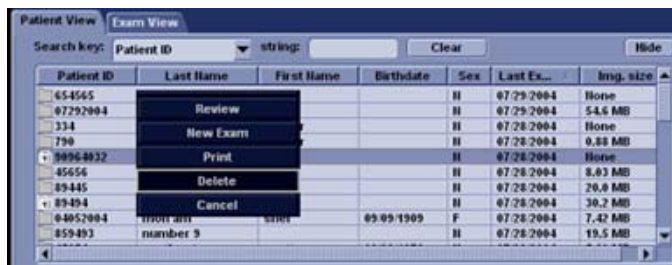 Patient View Exam View
Search key: Patient ID string: Clear Hide
Patient ID Last Name First Name Birthdate Sex Last Ex... Img. size
654565 N 07/29/2004 None
07292004 Review N 07/29/2004 54.6 MB
334 New Exam N 07/28/2004 None
790 N 07/28/2004 0.88 MB
90964032 Print N 07/28/2004 None
45656 Delete N 07/28/2004 8.03 MB
89445 N 07/28/2004 20.0 MB
89494 Cancel N 07/28/2004 30.2 MB
04052004 09/09/1909 F 07/28/2004 7.42 MB
859493 number 9 N 07/28/2004 19.5 MB